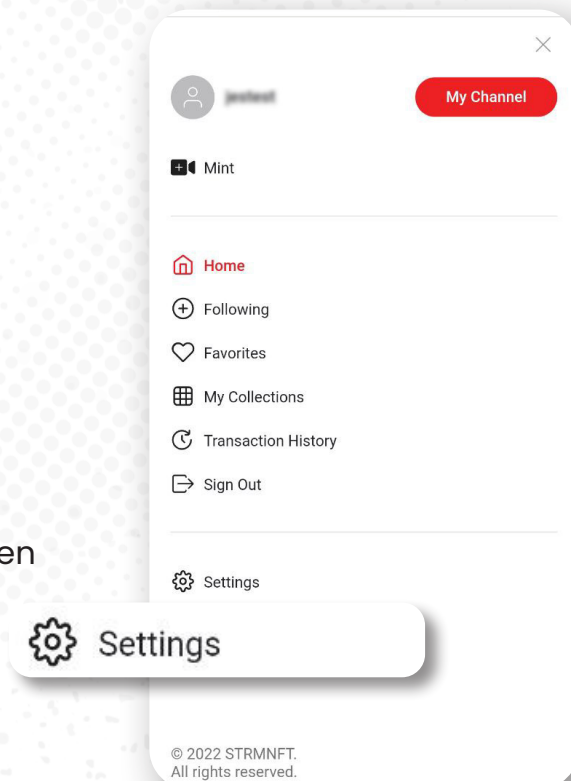 My Channel
Mint
Home
Following
Favorites
My Collections
Transaction History
Sign Out
en
Settings
Settings
© 2022 STRMNFT.
All rights reserved.